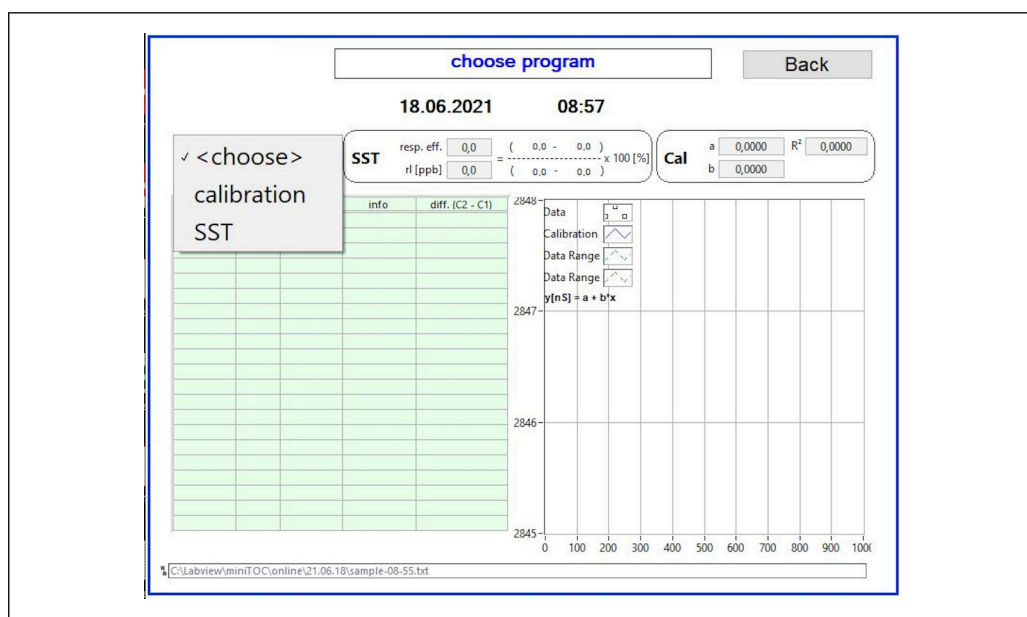 choose program
Back
18.06.2021 08:57
✓ <choose>
calibration
SST
SST
resp. eff. 0,0 = ( 0,0 - 0,0 ) x 100 [%]
rl [ppb] 0,0 ( 0,0 - 0,0 )
Cal
a 0,0000 R² 0,0000
b 0,0000
info diff. (C2 - C1)
2848
Data
Calibration
Data Range
Data Range
y[nS] = a + b*x
2847
2846
2845
0 100 200 300 400 500 600 700 800 900
C:\Labview\miniTOC\online\21.06.18\sample-08-55.txt